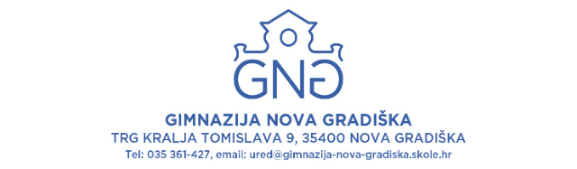 GNG
GIMNAZIJA NOVA GRADIŠKA
TRG KRALJA TOMISLAVA 9, 35400 NOVA GRADIŠKA
Tel: 035 361-427, email: ured@gimnazija-nova-gradiska.skole.hr